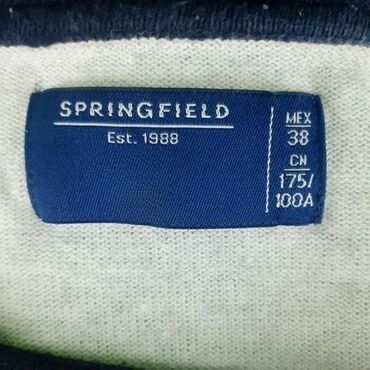 SPRINGFIELD
Est. 1988
MEX
38
CN
175/
100A